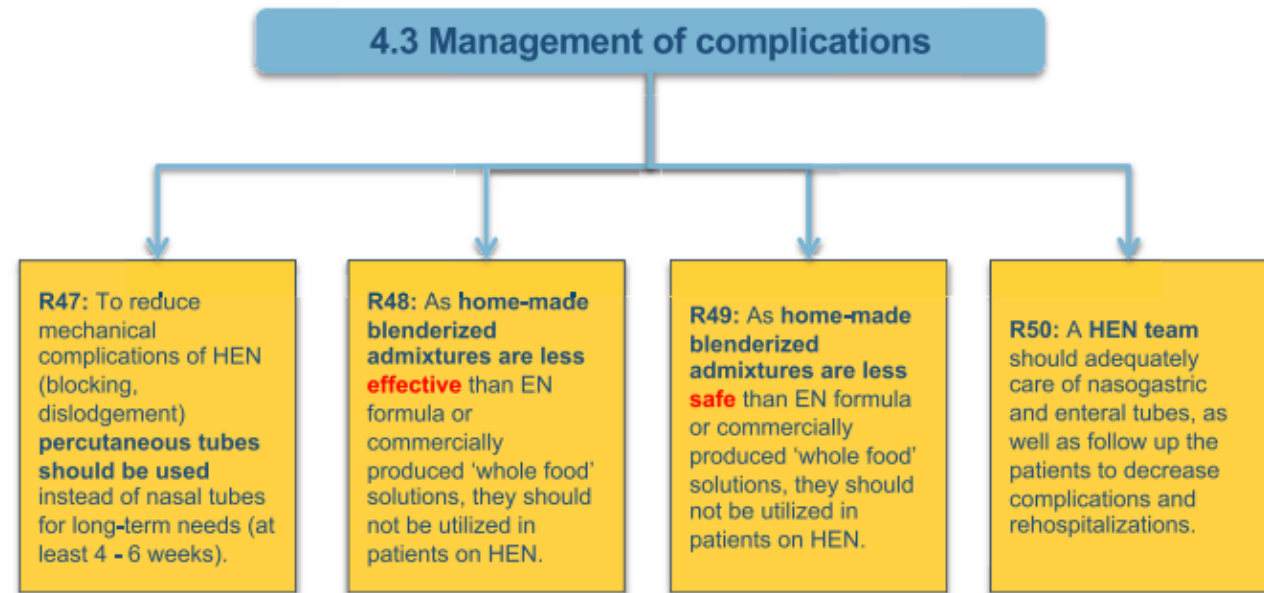 4.3 Management of complications
R47: To reduce
mechanical
complications of HEN
(blocking,
dislodgement)
percutaneous tubes
should be used
instead of nasal tubes
for long-term needs (at
least 4 - 6 weeks).
R48: As home-made
blenderized
admixtures are less
effective than EN
formula or
commercially
produced ‘whole food’
solutions, they should
not be utilized in
patients on HEN.
R49: As home-made
blenderized
admixtures are less
safe than EN formula
or commercially
produced ‘whole food’
solutions, they should
not be utilized in
patients on HEN.
R50: A HEN team
should adequately
care of nasogastric
and enteral tubes, as
well as follow up the
patients to decrease
complications and
rehospitalizations.